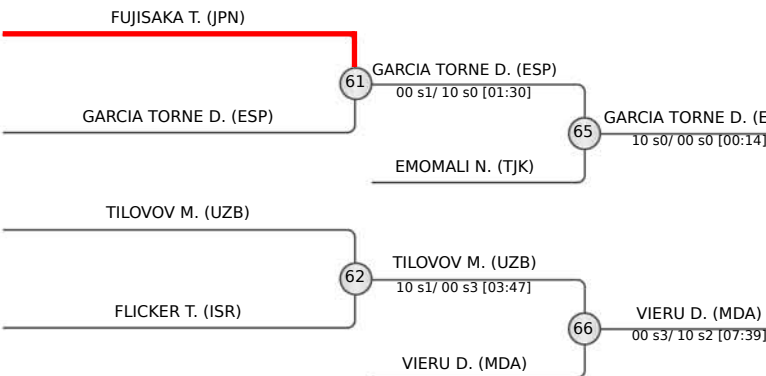 FUJISAKA T. (JPN)
61
GARCIA TORNE D. (ESP)
00 s1/ 10 s0 [01:30]
GARCIA TORNE D. (ESP)
65
GARCIA TORNE D. (E
10 s0/ 00 s0 [00:14]
EMOMALI N. (TJK)
TILOVOV M. (UZB)
62
TILOVOV M. (UZB)
10 s1/ 00 s3 [03:47]
FLICKER T. (ISR)
66
VIERU D. (MDA)
00 s3/ 10 s2 [07:39]
VIERU D. (MDA)